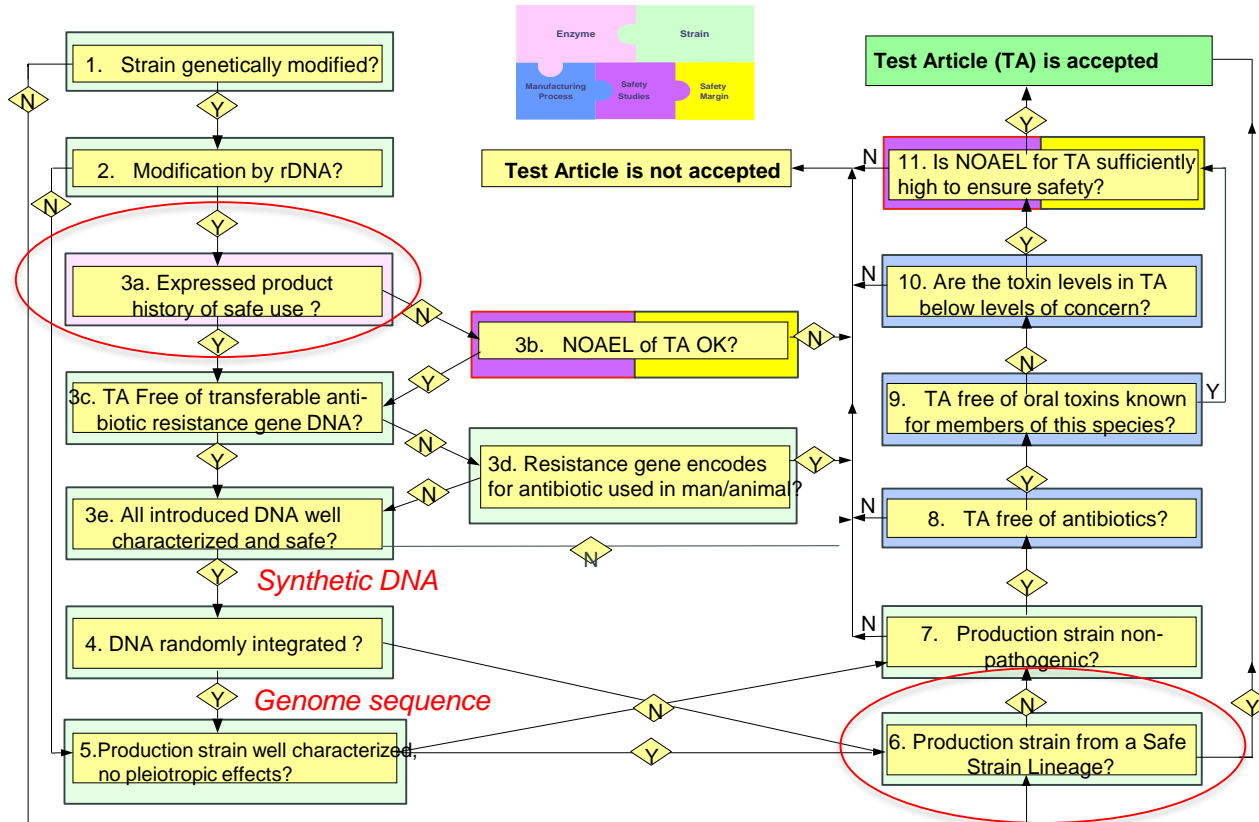 Enzyme
Strain
Manufacturing
Process
Safety
Studies
Safety
Margin
1. Strain genetically modified?
N
Y
2. Modification by rDNA?
N
Y
3a. Expressed product
history of safe use ?
N
Y
3b. NOAEL of TA OK?
N
Y
3c. TA Free of transferable anti-
biotic resistance gene DNA?
N
Y
3d. Resistance gene encodes
for antibiotic used in man/animal?
Y
N
3e. All introduced DNA well
characterized and safe?
N
Y
Synthetic DNA
4. DNA randomly integrated ?
N
Y
Genome sequence
5.Production strain well characterized,
no pleiotropic effects?
N
Y
Test Article (TA) is accepted
Y
Test Article is not accepted
N
11. Is NOAEL for TA sufficiently
high to ensure safety?
Y
N
10. Are the toxin levels in TA
below levels of concern?
N
Y
9. TA free of oral toxins known
for members of this species?
Y
N
8. TA free of antibiotics?
Y
N
7. Production strain non-
pathogenic?
N
Y
6. Production strain from a Safe
Strain Lineage?